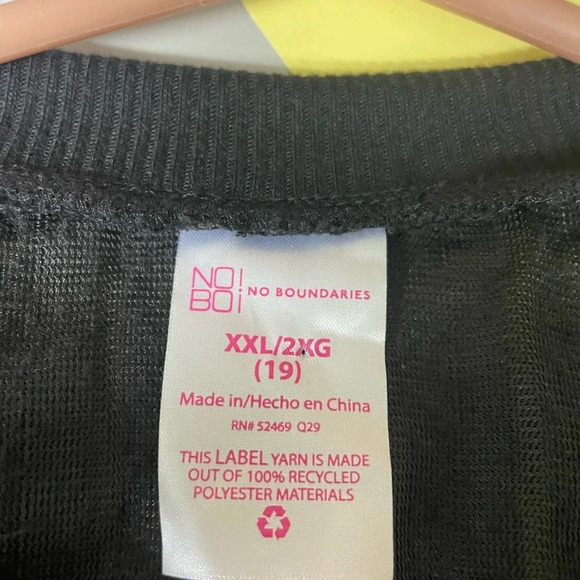 NO!
BO¡ NO BOUNDARIES
XXL/2XG
(19)
Made in/Hecho en China
RN# 52469 Q29
THIS LABEL YARN IS MADE
OUT OF 100% RECYCLED
POLYESTER MATERIALS